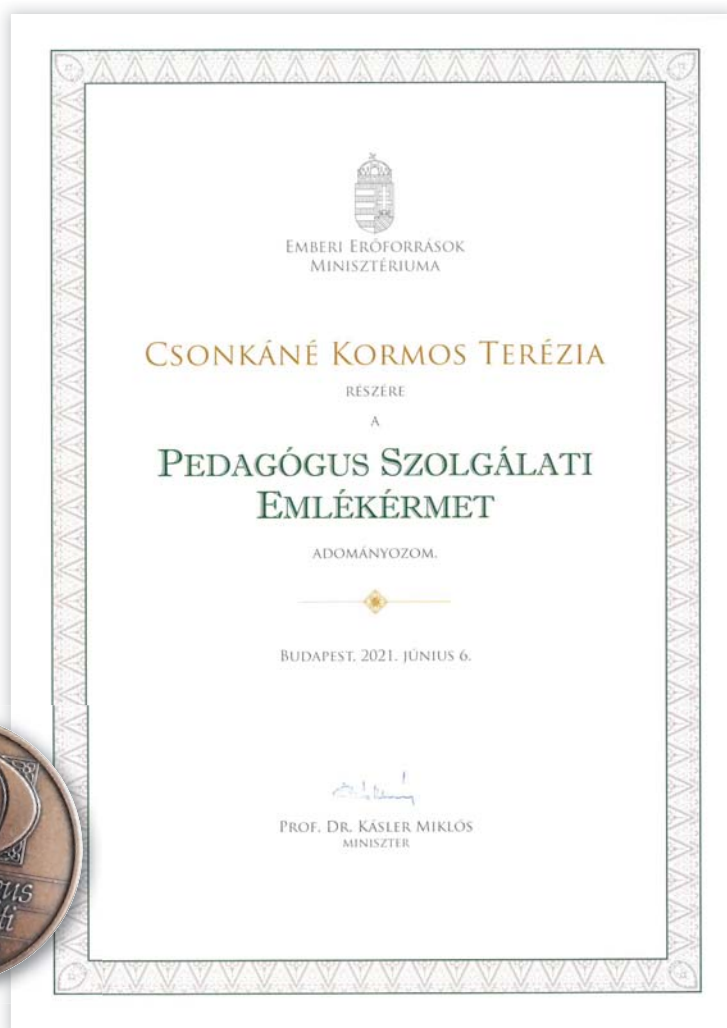 EMBERI ERŐFORRÁSOK
MINISZTÉRIUMA
CSONKÁNÉ KORMOS TERÉZIA
RÉSZÉRE
A
PEDAGÓGUS SZOLGÁLATI
EMLÉKÉRMET
ADOMÁNYOZOM.
BUDAPEST, 2021. JÚNIUS 6.
PROF. DR. KÁSLER MIKLÓS
MINISZTER